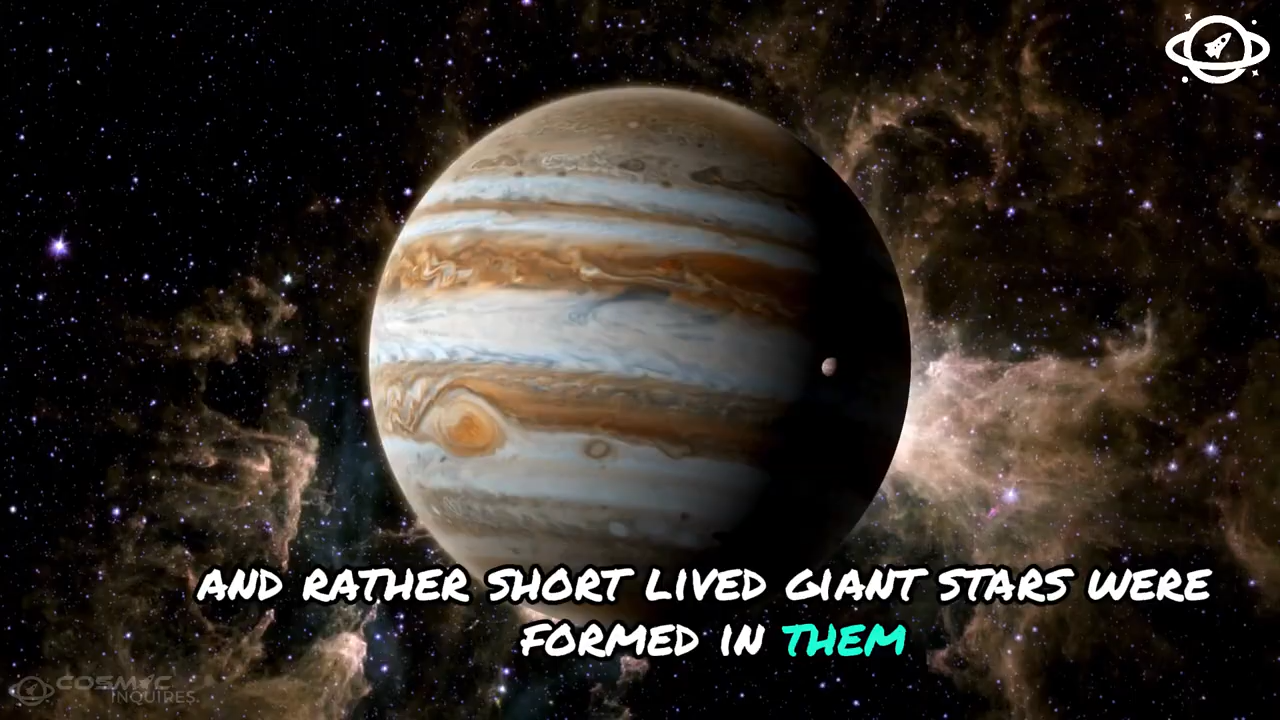 AND RATHER SHORT LIVED GIANT STARS WERE
FORMED IN THEM
COSMIC
INQUIRES